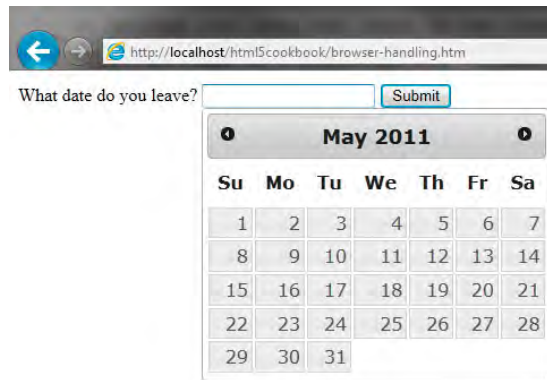 http://localhost/html5cookbook/browser-handling.htm
What date do you leave? Submit
May 2011
Su Mo Tu We Th Fr Sa
1 2 3 4 5 6 7
8 9 10 11 12 13 14
15 16 17 18 19 20 21
22 23 24 25 26 27 28
29 30 31